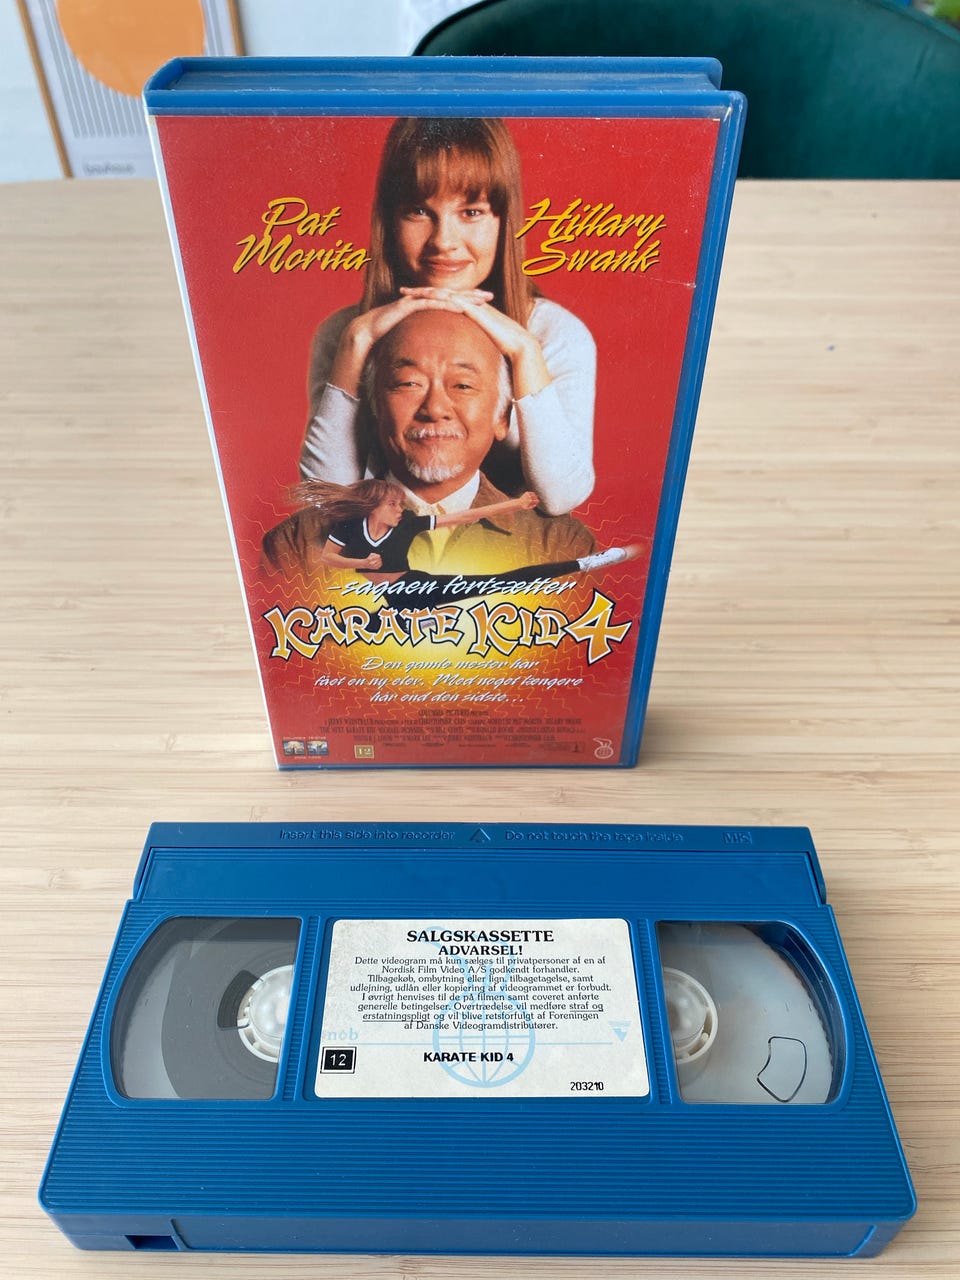 bauhaus
Pat
Morita
Hillary
Swank
- sagaen fortsætter
KARATE KID 4
Den gamle mester har
fået en ny elev. Med noget længere
hår end den sidste...
COLUMBIA PICTURES
12
Insert this side into recorder Do not touch the tape inside VHS
SALGSKASSETTE
ADVARSEL!
Dette videogram må kun sælges til privatpersoner af en af
Nordisk Film Video A/S godkendt forhandler.
Tilbagekøb, ombytning eller lign. tilbagetagelse, samt
udlejning, udlån eller kopiering af videogrammet er forbudt.
I øvrigt henvises til de på filmen samt coveret anførte
generelle betingelser. Overtrædelse vil medføre straf og
erstatningspligt og vil blive retsforfulgt af Foreningen
af Danske Videogramdistributører.
12
KARATE KID 4
203210